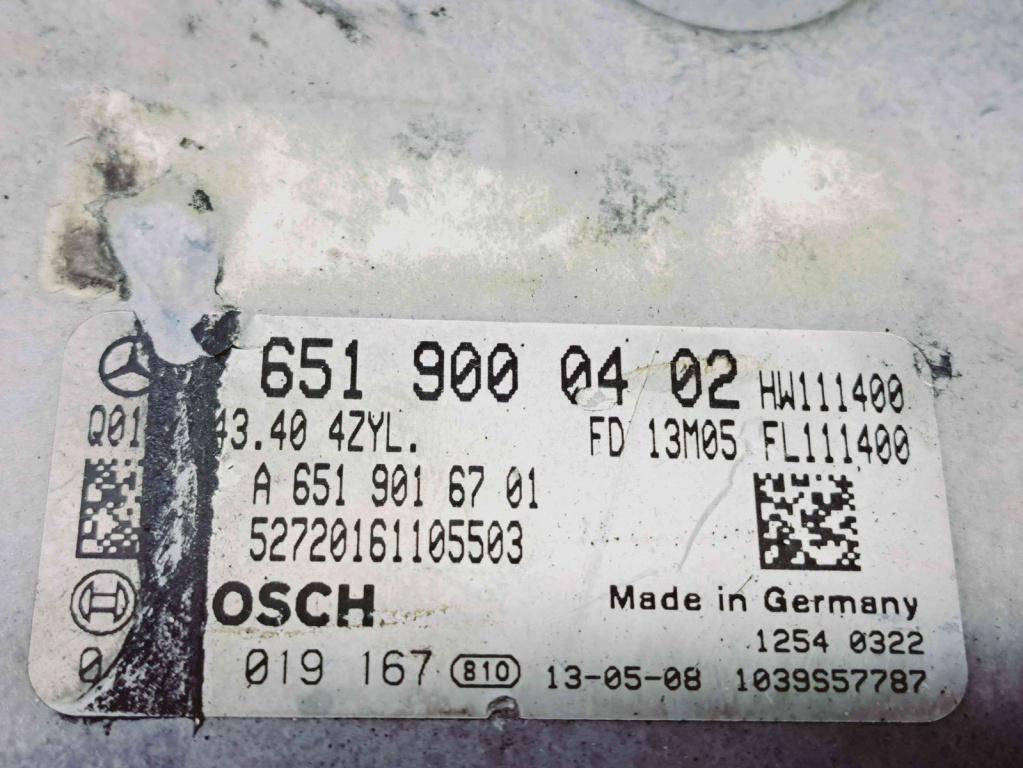 651 900 04 02 HW111400
FD 13M05 FL111400
43.40 4ZYL.
A 651 901 67 01
52720161105503
OSCH
Made in Germany
1254 0322
019 167 810 13-05-08 1039S57787